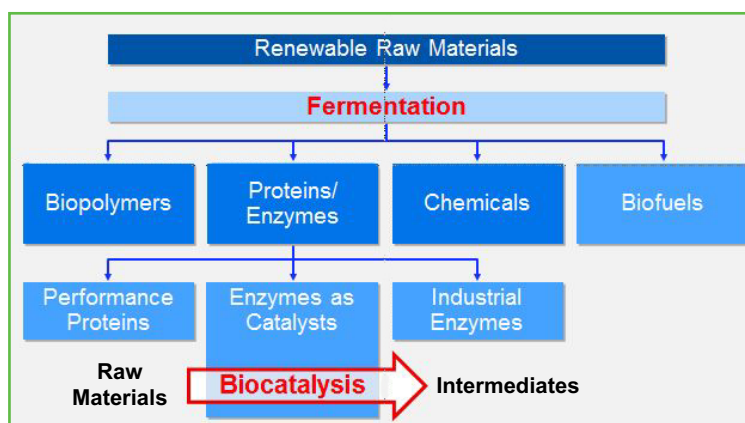 Renewable Raw Materials
Fermentation
Biopolymers
Proteins/
Enzymes
Chemicals
Biofuels
Performance
Proteins
Enzymes as
Catalysts
Industrial
Enzymes
Raw
Materials
Biocatalysis
Intermediates